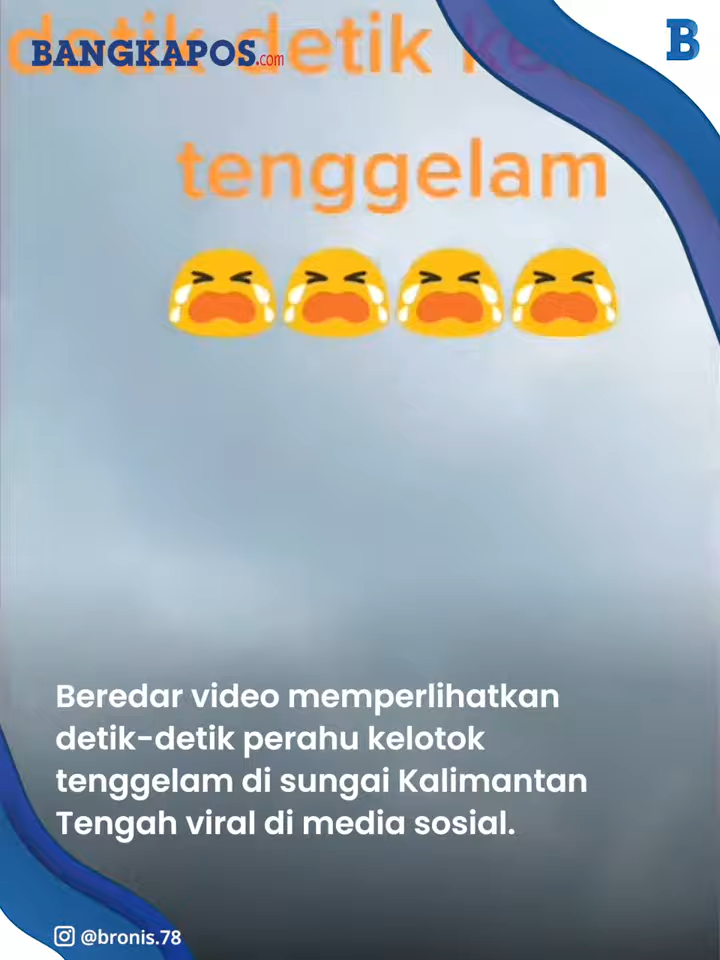 detik detik ke
BANGKAPOS.com
B
tenggelam
Beredar video memperlihatkan
detik-detik perahu kelotok
tenggelam di sungai Kalimantan
Tengah viral di media sosial.
@bronis.78